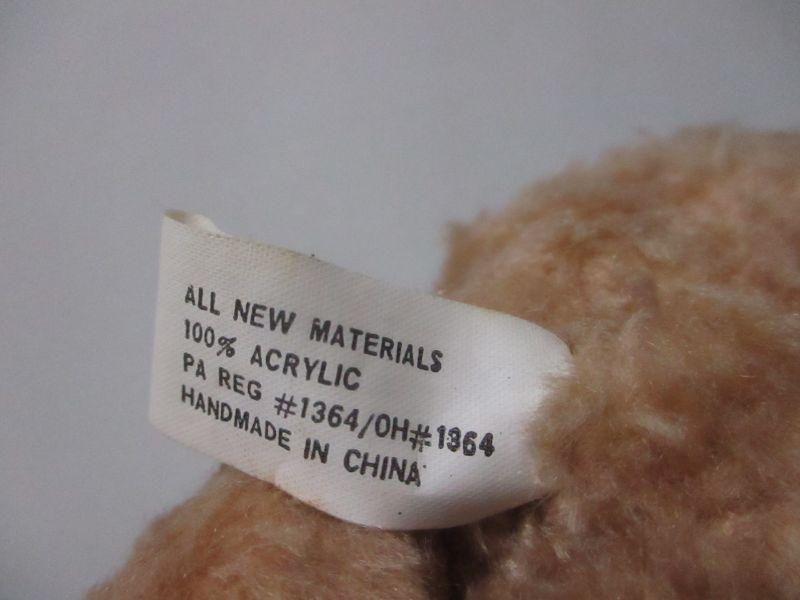 ALL NEW MATERIALS
100% ACRYLIC
PA REG #1364/OH#1364
HANDMADE IN CHINA